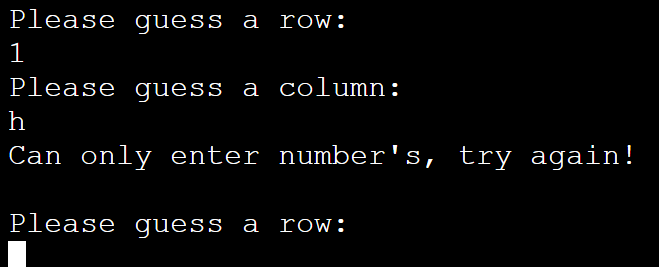 Please guess a row:
1
Please guess a column:
h
Can only enter number's, try again!
Please guess a row: